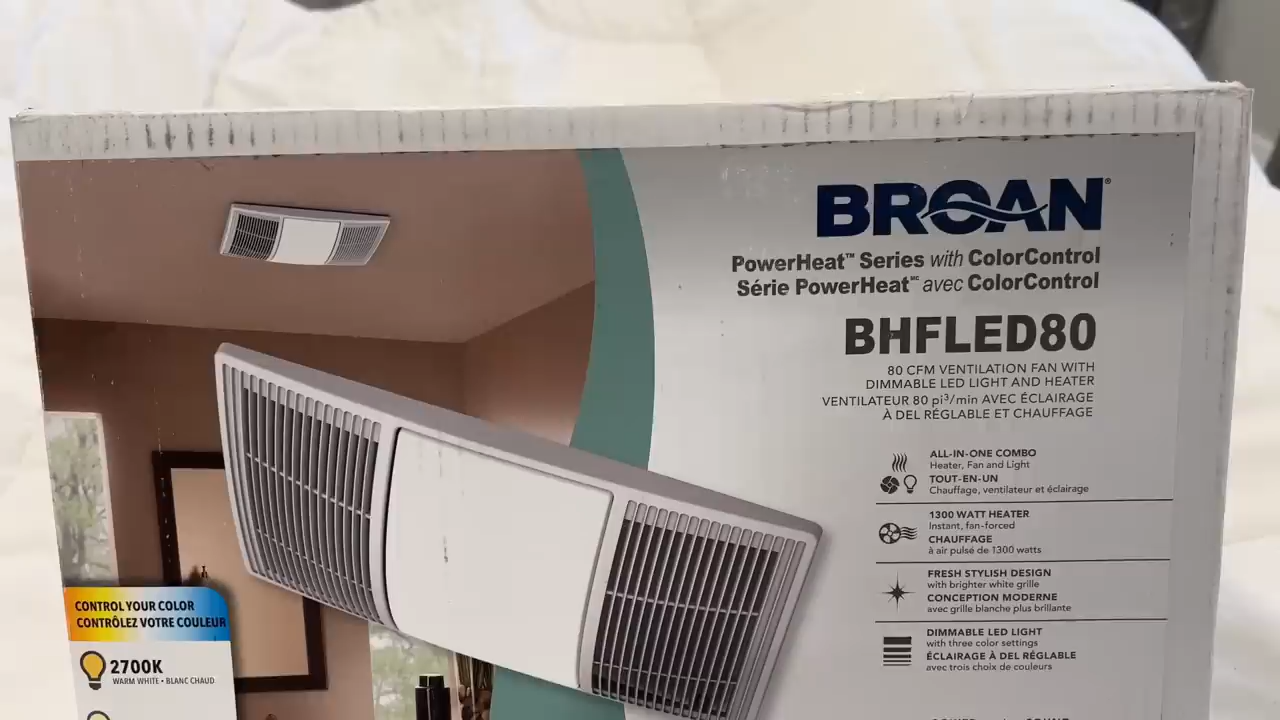 BROAN®
PowerHeat™ Series with ColorControl
Série PowerHeat MC avec ColorControl
BHFLED80
80 CFM VENTILATION FAN WITH
DIMMABLE LED LIGHT AND HEATER
VENTILATEUR 80 pi³/min AVEC ÉCLAIRAGE
À DEL RÉGLABLE ET CHAUFFAGE
ALL-IN-ONE COMBO
Heater, Fan and Light
TOUT-EN-UN
Chauffage, ventilateur et éclairage
1300 WATT HEATER
Instant, fan-forced
CHAUFFAGE
à air pulsé de 1300 watts
FRESH STYLISH DESIGN
with brighter white grille
CONCEPTION MODERNE
avec grille blanche plus brillante
DIMMABLE LED LIGHT
with three color settings
ÉCLAIRAGE À DEL RÉGLABLE
avec trois choix de couleurs
CONTROL YOUR COLOR
CONTRÔLEZ VOTRE COULEUR
2700K
WARM WHITE • BLANC CHAUD